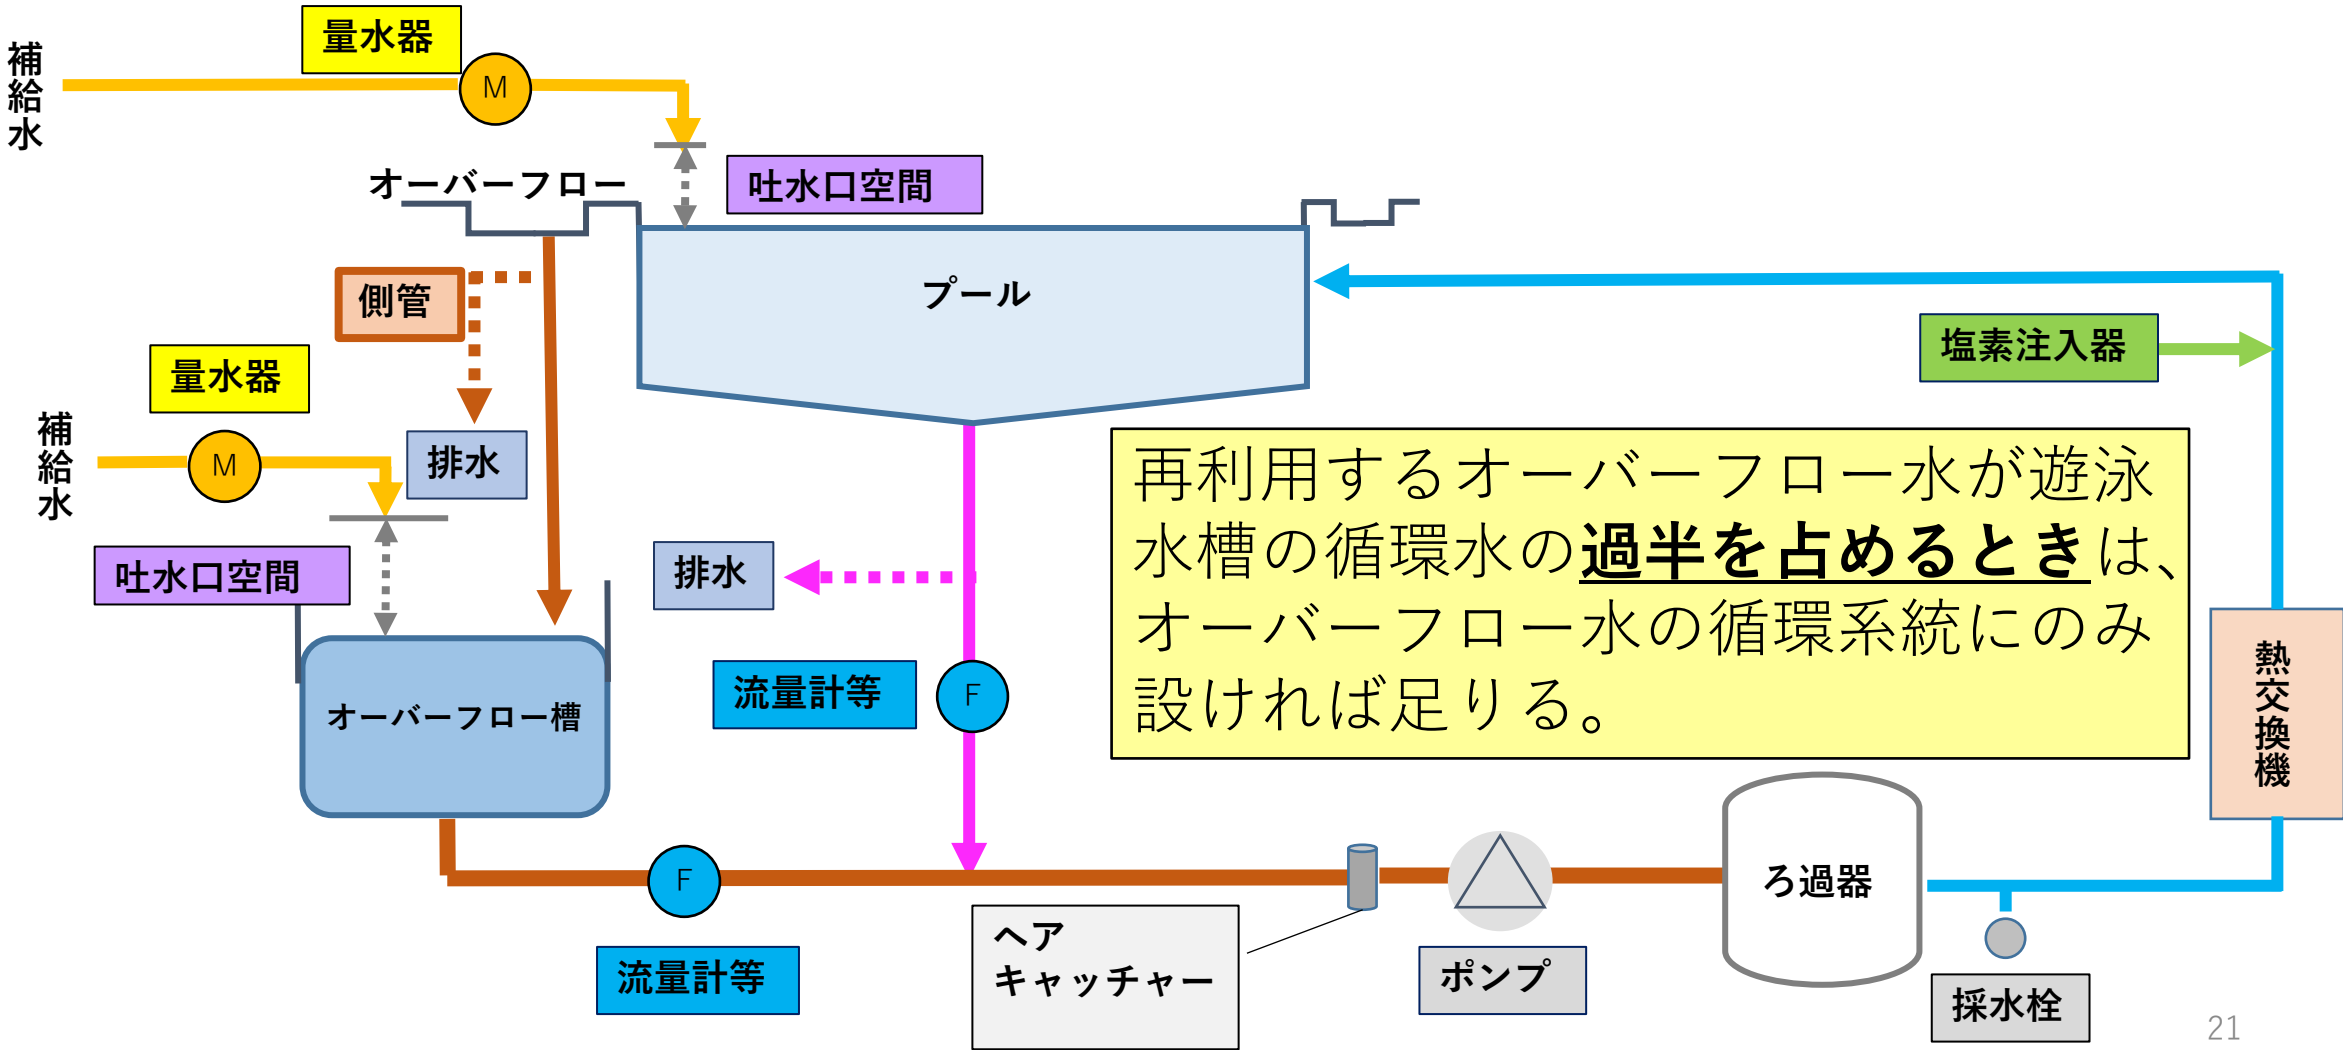 量水器
補給水
M
オーバーフロー
吐水口空間
プール
側管
塩素注入器
量水器
補給水
M
排水
再利用するオーバーフロー水が遊泳
水槽の循環水の過半を占めるときは、
オーバーフロー水の循環系統にのみ
設ければ足りる。
吐水口空間
排水
流量計等
F
オーバーフロー槽
熱交換機
F
ろ過器
流量計等
ヘア
キャッチャー
ポンプ
採水栓
21